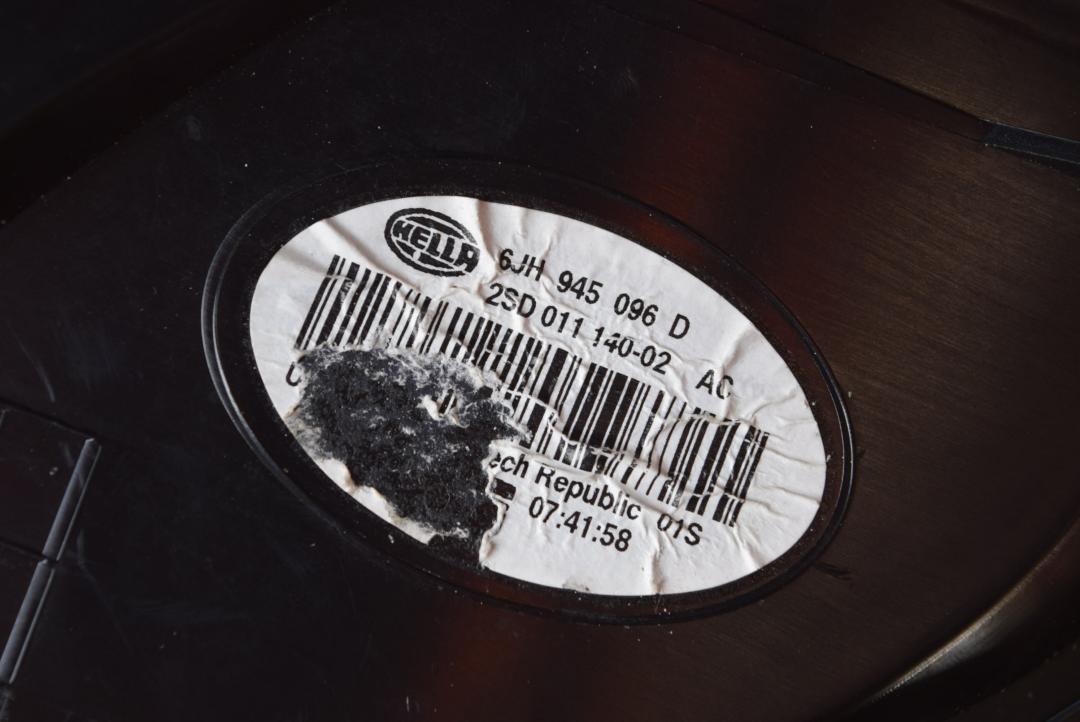 HELLA
6JH 945 096 D
2SD 011 140-02 AC
ech Republic 01S
07:41:58